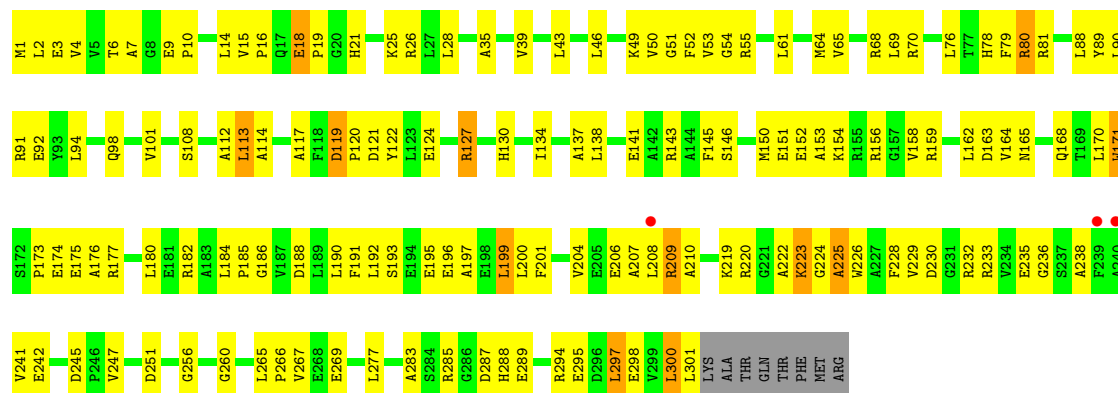 M1 L2 E3 V4 V5 T6 A7 G8 E9 P10 L14 V15 P16 Q17 E18 P19 G20 H21 K25 R26 L27 L28 A35 V39 L43 L46 K49 V50 G51 F52 V53 G54 R55 L61 M64 V65 R68 L69 R70 L76 T77 H78 F79 R80 R81 L88 Y89 L90
R91 E92 Y93 L94 Q98 V101 S108 A112 L113 A114 A117 F118 D119 P120 D121 Y122 L123 E124 R127 H130 I134 A137 L138 E141 A142 R143 A144 F145 S146 M150 E151 E152 A153 K154 R155 R156 G157 V158 R159 L162 D163 V164 N165 Q168 T169 L170
S172 P173 E174 E175 A176 R177 L180 E181 R182 A183 L184 P185 G186 V187 D188 L189 L190 F191 L192 S193 E194 E195 E196 A197 E198 L199 L200 F201 V204 E205 E206 A207 L208 R209 A210 K219 R220 G221 A222 K223 G224 A225 W226 A227 F228 V229 D230 G231 R232 R233 V234 E235 G236 S237 A238 F239 A240
V241 E242 D245 P246 V247 D251 G256 G260 L265 P266 V267 E268 E269 L277 A283 S284 R285 G286 D287 H288 E289 R294 E295 D296 L297 E298 V299 L300 L301 LYS ALA THR GLN THR PHE MET ARG